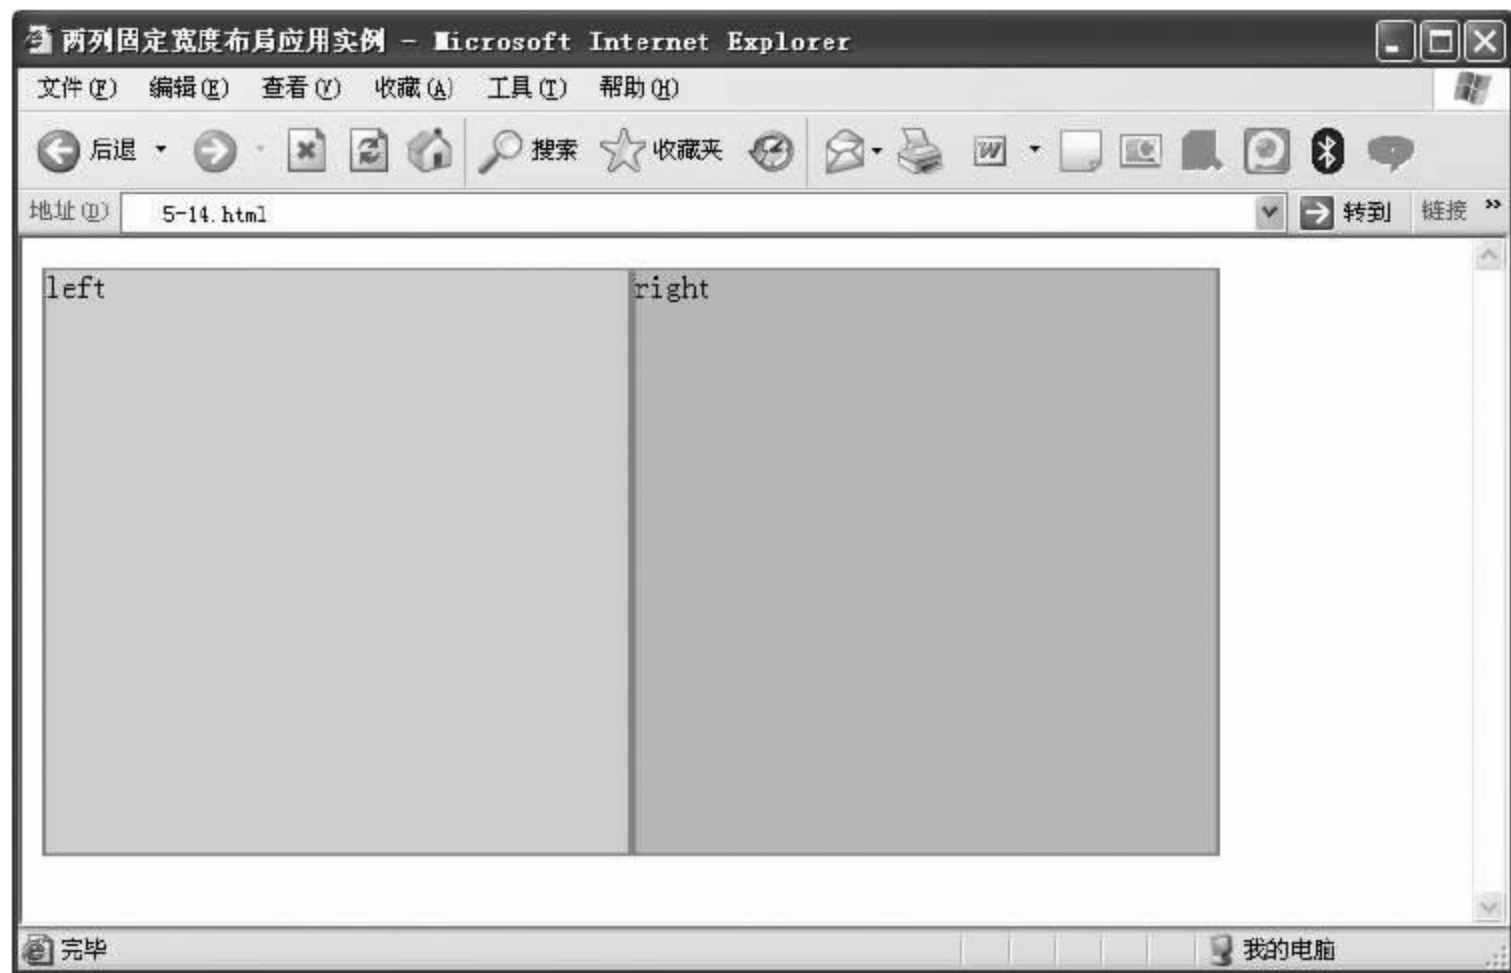 两列固定宽度布局应用实例 - Microsoft Internet Explorer
文件(F) 编辑(E) 查看(V) 收藏(A) 工具(T) 帮助(H)
后退 搜索 收藏夹 W
地址(D) 5-14.html 转到 链接 »
left right
完毕 我的电脑